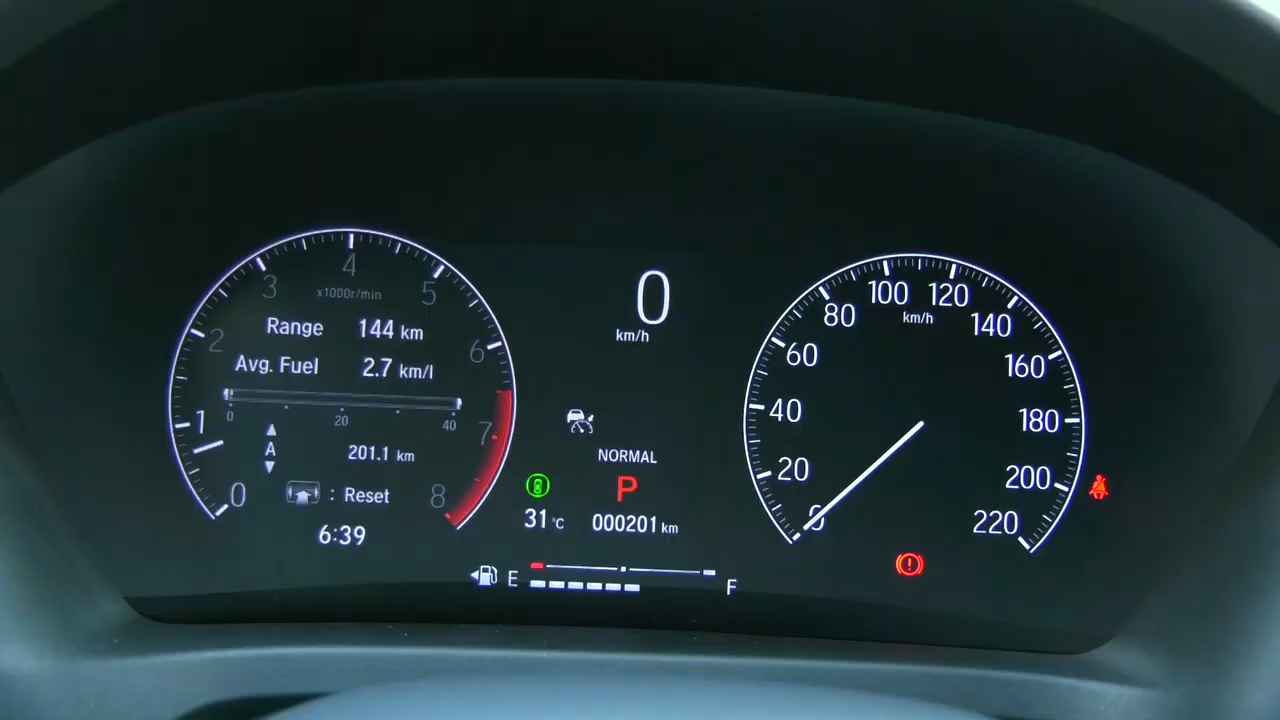 4
3
5
x1000r/min
2
Range 144 km
6
Avg. Fuel 2.7 km/l
1
0 20 40
7
A
201.1 km
0
: Reset
8
6:39
0
km/h
NORMAL
P
31 °C 000201 km
E F
100 120
80 km/h 140
60 160
40 180
20 200
0 220